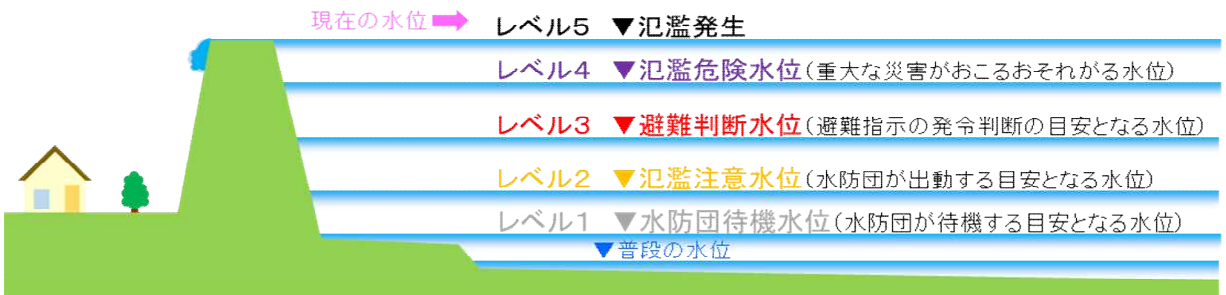 現在の水位
レベル5 ▼氾濫発生
レベル4 ▼氾濫危険水位(重大な災害がおこるおそれがる水位)
レベル3 ▼避難判断水位(避難指示の発令判断の目安となる水位)
レベル2 ▼氾濫注意水位(水防団が出動する目安となる水位)
レベル1 ▼水防団待機水位(水防団が待機する目安となる水位)
▼普段の水位